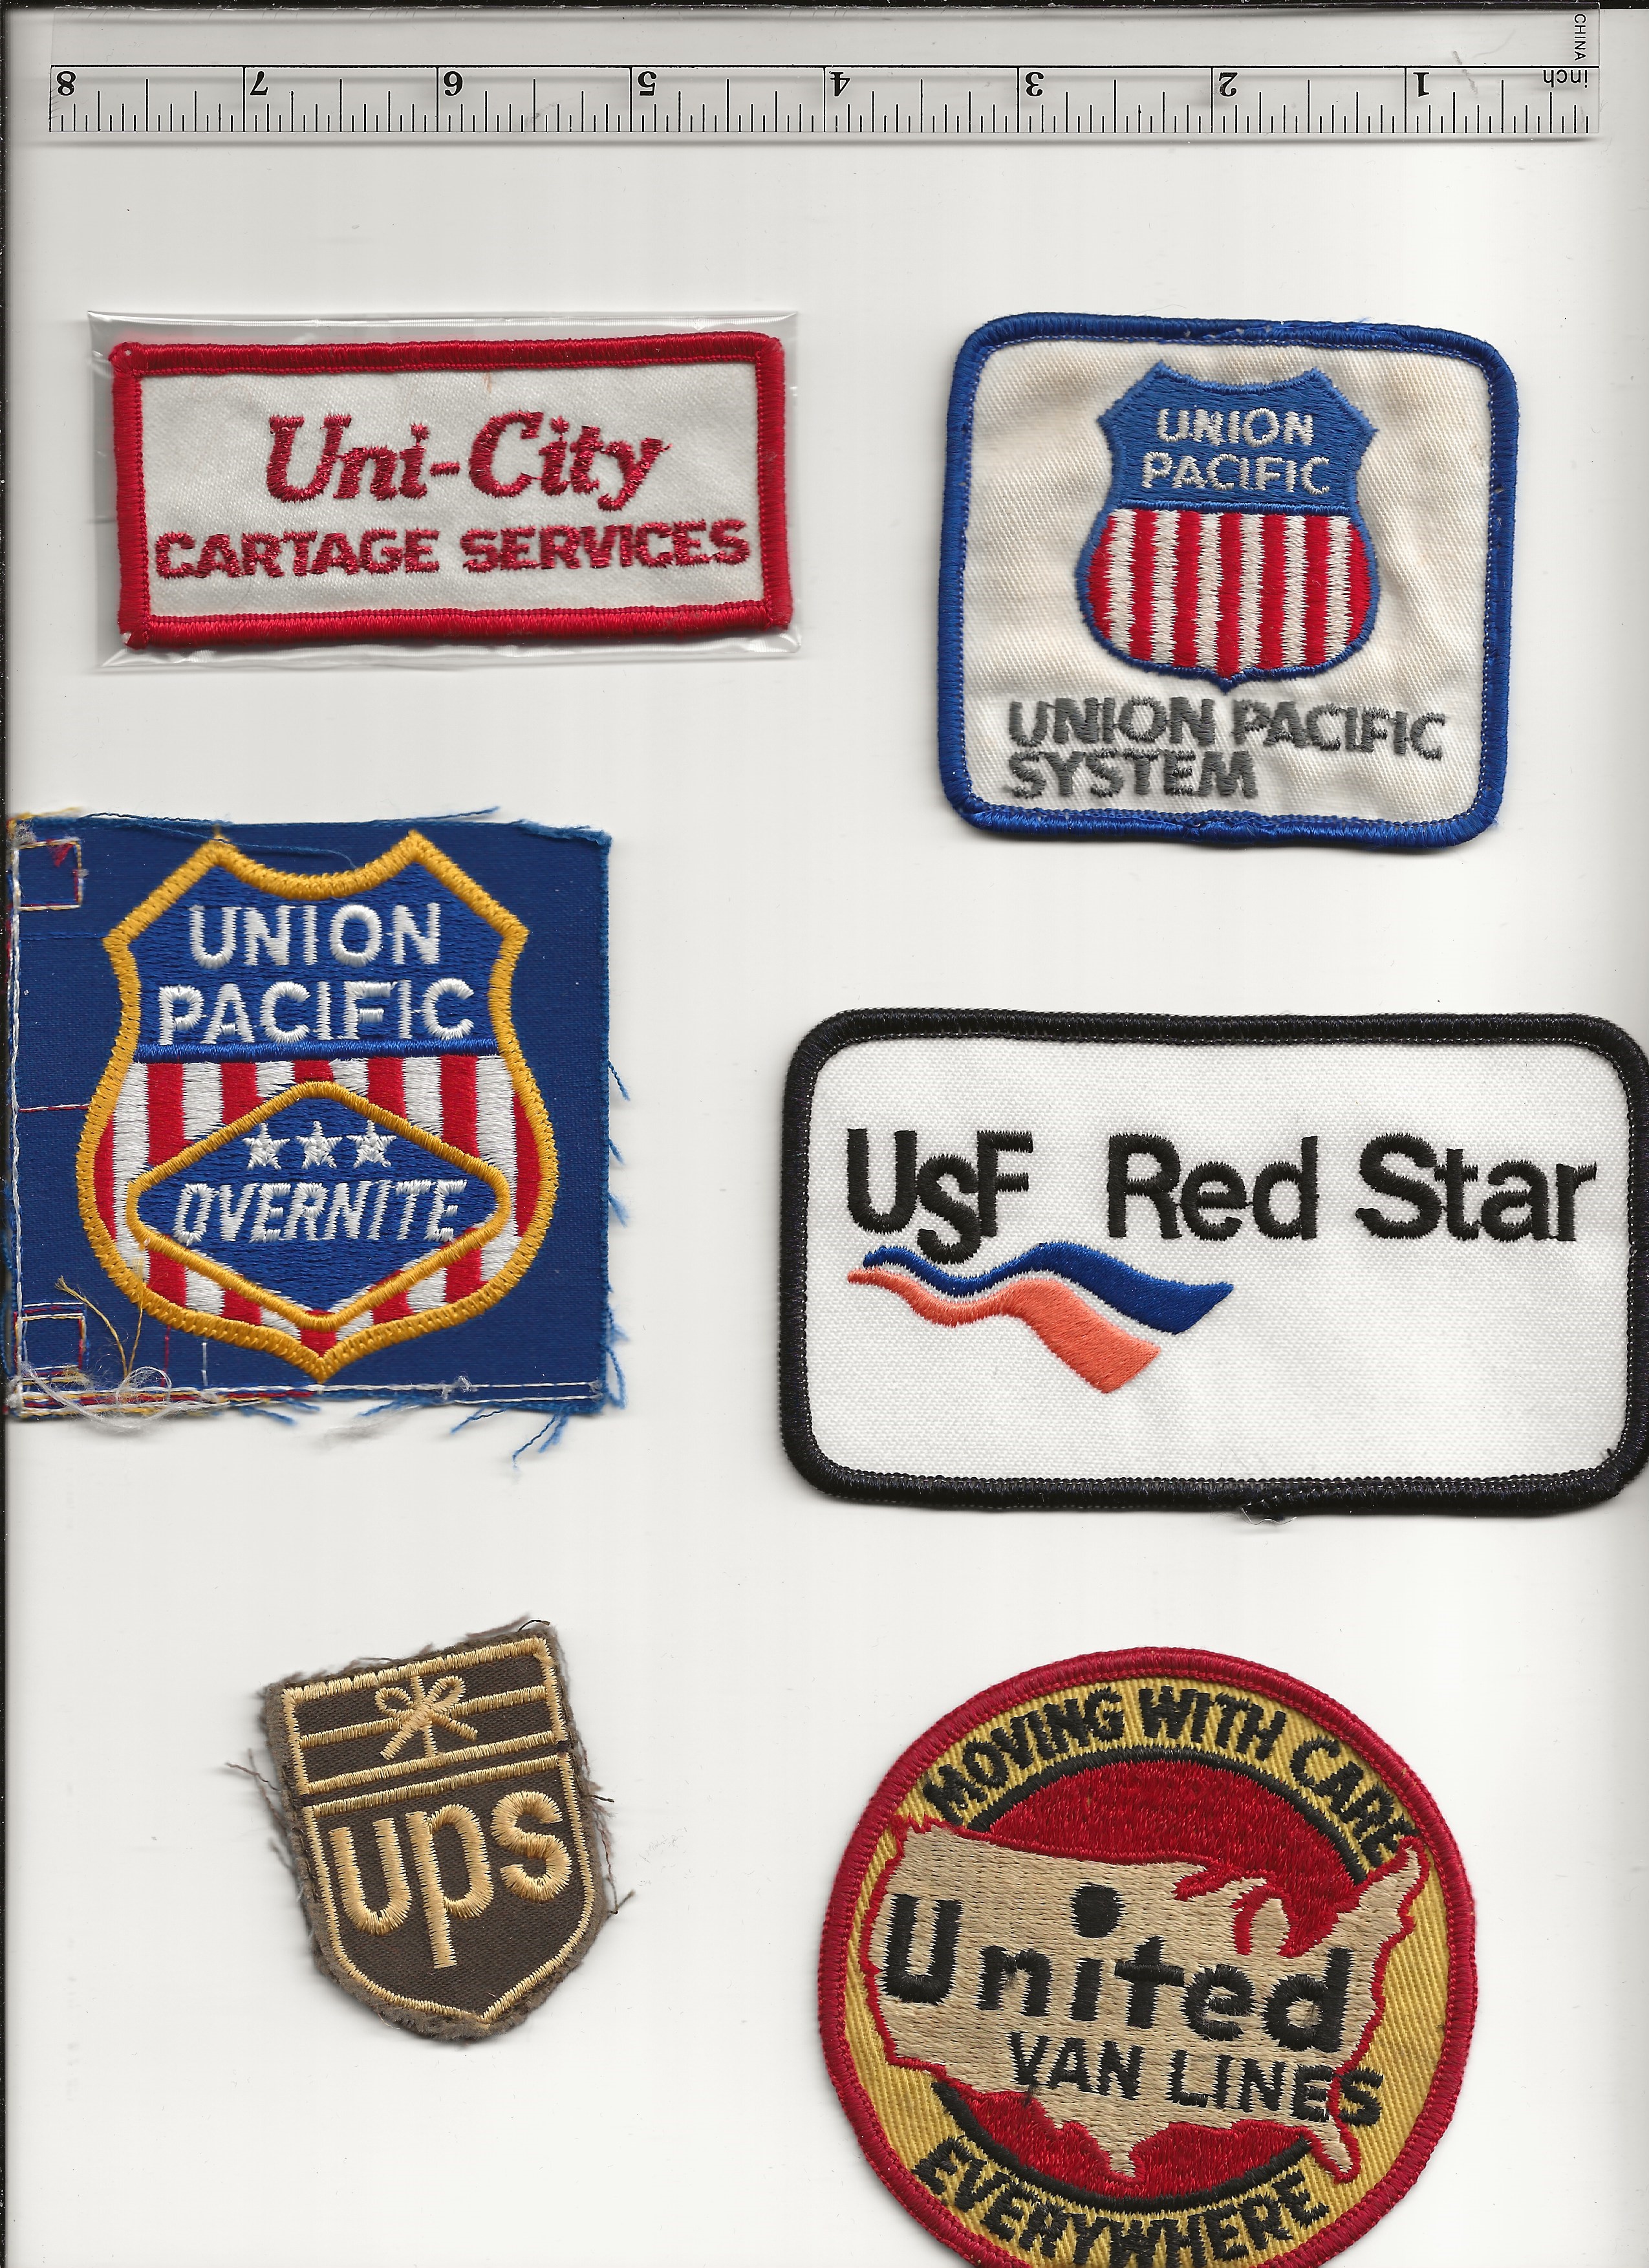 CHINA
inch
8 7 6 5 4 3 2 1
Uni-City
CARTAGE SERVICES
UNION
PACIFIC
UNION PACIFIC
SYSTEM
UNION
PACIFIC
OVERNITE
USF Red Star
ups
MOVING WITH CARE
United
VAN LINES
EVERYWHERE